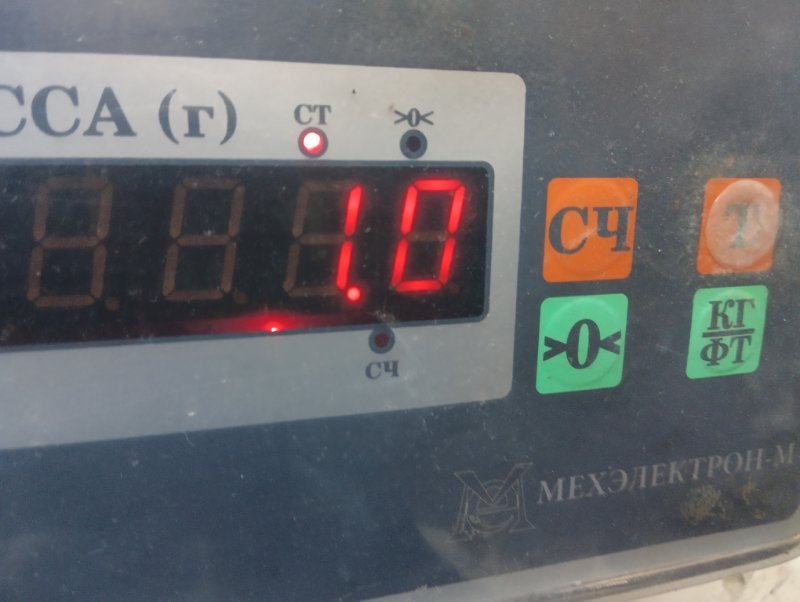 ССА (г)
СТ
>0<
1.0
СЧ
СЧ
Т
>0<
КГ
ФТ
МЕХЭЛЕКТРОН-М